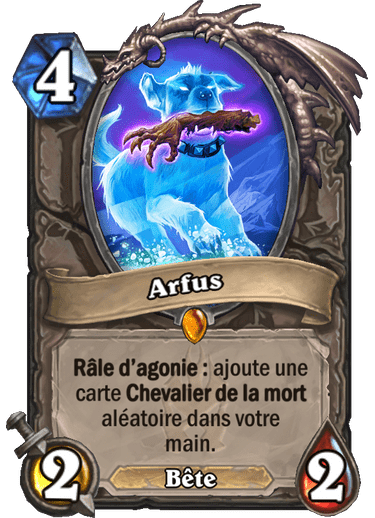 4
Arfus
Râle d’agonie : ajoute une
carte Chevalier de la mort
aléatoire dans votre
main.
2
Bête
2